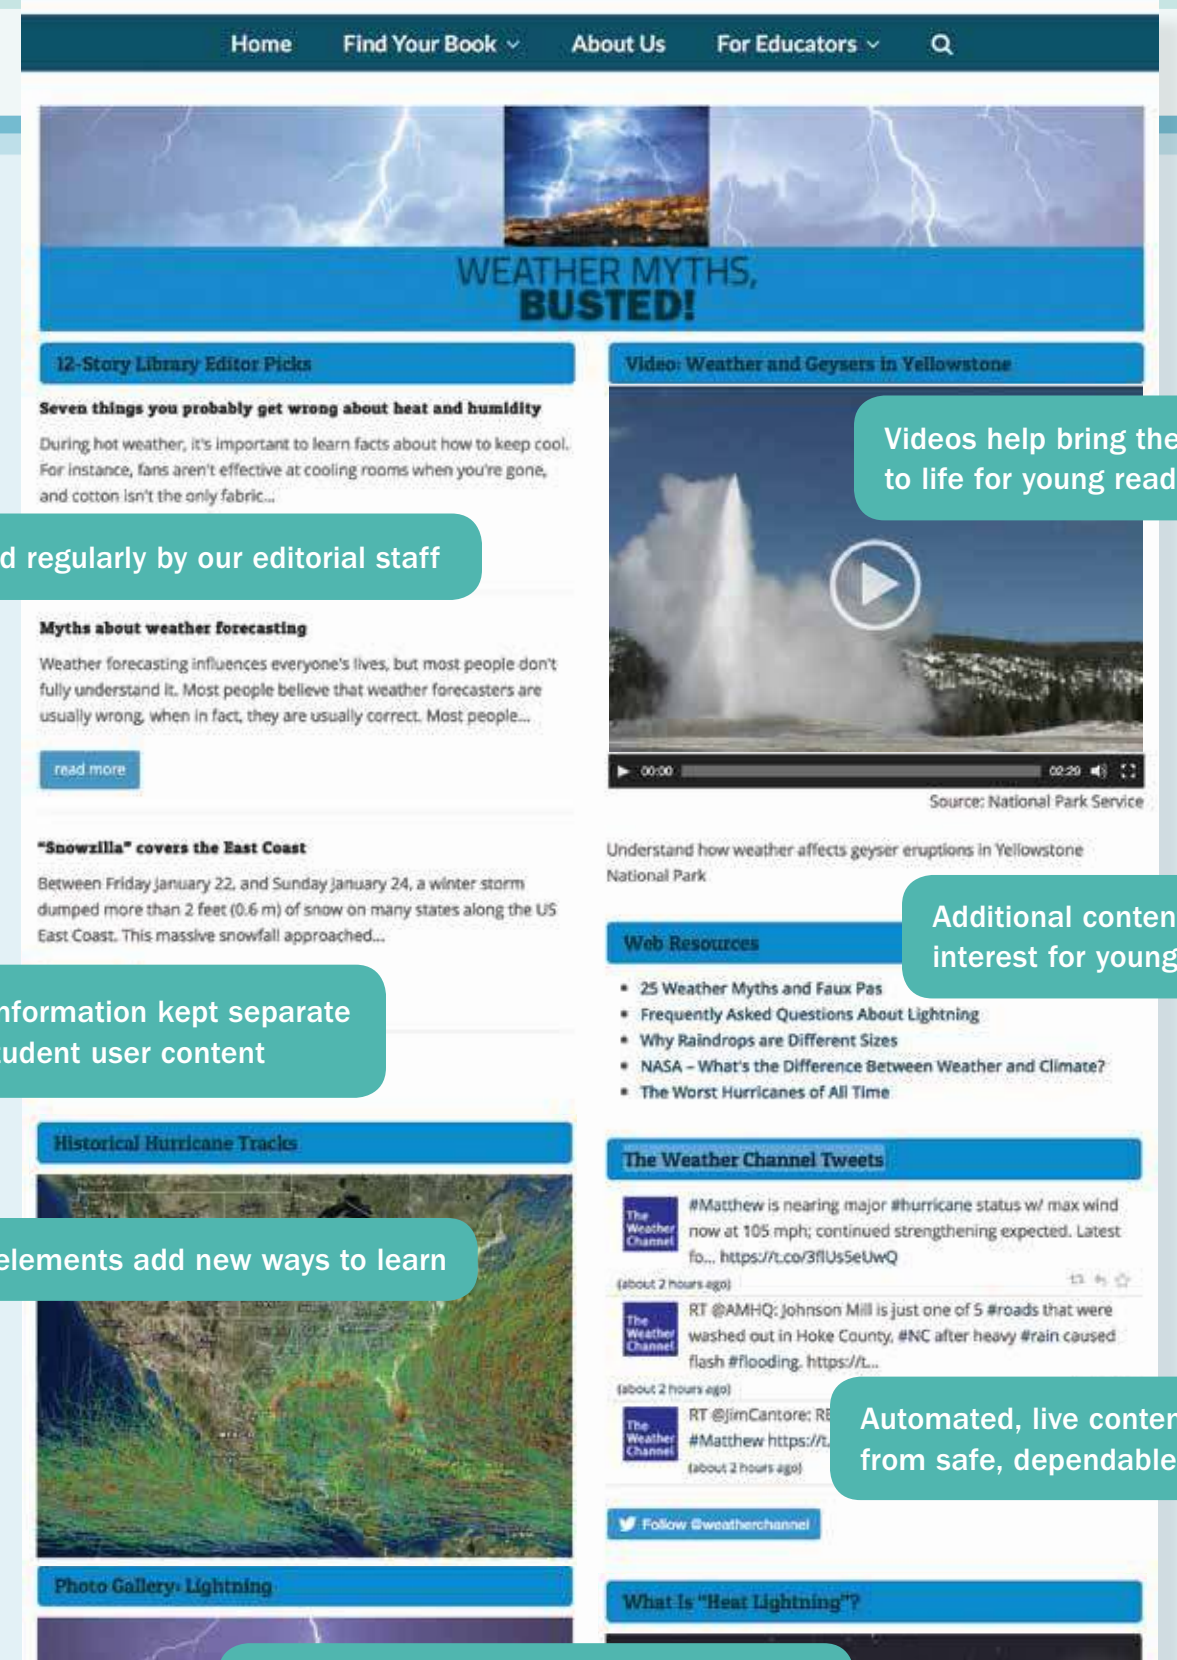 Home Find Your Book About Us For Educators
WEATHER MYTHS,
BUSTED!
12-Story Library Editor Picks
Seven things you probably get wrong about heat and humidity
During hot weather, it's important to learn facts about how to keep cool.
For instance, fans aren't effective at cooling rooms when you're gone,
and cotton isn't the only fabric...
d regularly by our editorial staff
Myths about weather forecasting
Weather forecasting influences everyone's lives, but most people don't
fully understand it. Most people believe that weather forecasters are
usually wrong, when in fact, they are usually correct. Most people...
read more
"Snowzilla" covers the East Coast
Between Friday January 22, and Sunday January 24, a winter storm
dumped more than 2 feet (0.6 m) of snow on many states along the US
East Coast. This massive snowfall approached...
nformation kept separate
tudent user content
Historical Hurricane Tracks
elements add new ways to learn
Photo Gallery: Lightning
Video: Weather and Geysers in Yellowstone
Videos help bring the
to life for young read
00:00 02:29
Source: National Park Service
Understand how weather affects geyser eruptions in Yellowstone
National Park
Additional conten
interest for young
Web Resources
• 25 Weather Myths and Faux Pas
• Frequently Asked Questions About Lightning
• Why Raindrops are Different Sizes
• NASA – What's the Difference Between Weather and Climate?
• The Worst Hurricanes of All Time
The Weather Channel Tweets
The Weather Channel
#Matthew is nearing major #hurricane status w/ max wind
now at 105 mph; continued strengthening expected. Latest
fo... https://t.co/3flUs5eUwQ
(about 2 hours ago)
The Weather Channel
RT @AMHQ: Johnson Mill is just one of 5 #roads that were
washed out in Hoke County, #NC after heavy #rain caused
flash #flooding. https://t...
(about 2 hours ago)
The Weather Channel
RT @JimCantore: RE
#Matthew https://t.
(about 2 hours ago)
Automated, live conten
from safe, dependable
Follow @weatherchannel
What Is "Heat Lightning"?